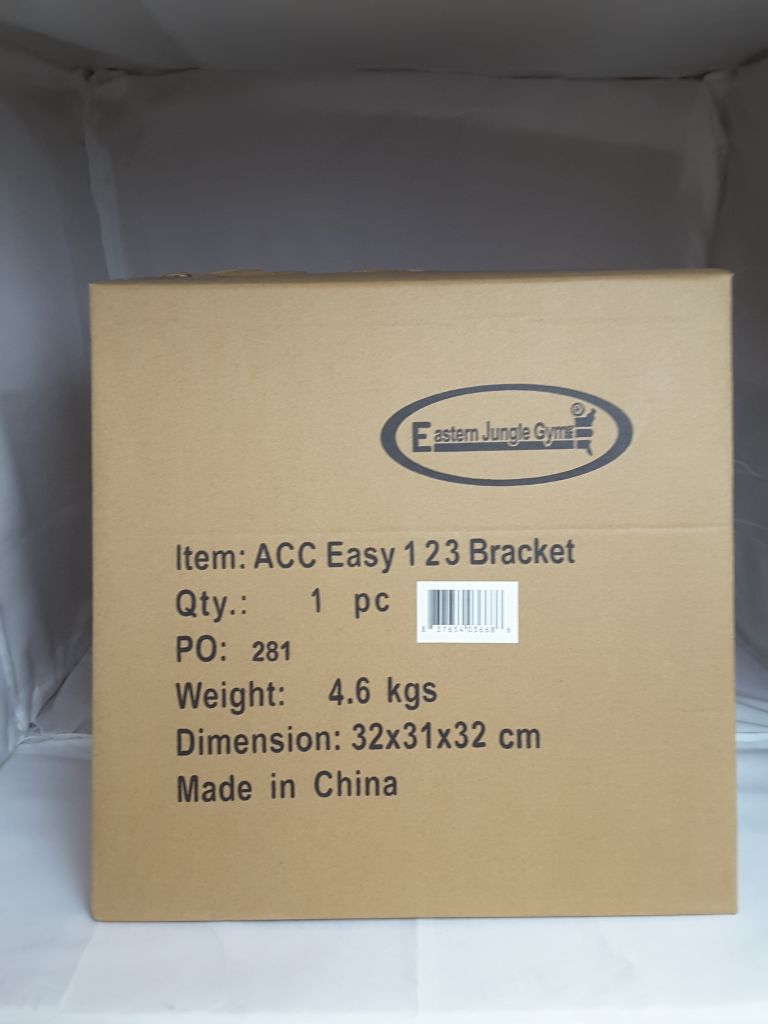 Eastern Jungle Gym ®
Item: ACC Easy 1 2 3 Bracket
Qty.: 1 pc
PO: 281
Weight: 4.6 kgs
Dimension: 32x31x32 cm
Made in China